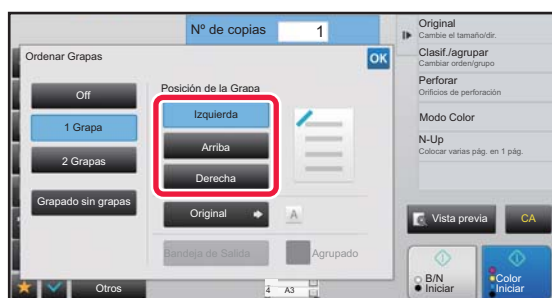 Nº de copias 1
Ordenar Grapas
OK
Off
1 Grapa
2 Grapas
Grapado sin grapas
Posición de la Grapa
Izquierda
Arriba
Derecha
Original
A
Bandeja de Salida
Agrupado
Otros
4 A3
Original
Cambie el tamaño/dir.
Clasif./agrupar
Cambiar orden/grupo
Perforar
Orificios de perforación
Modo Color
N-Up
Colocar varias pág. en 1 pág.
Vista previa
CA
B/N
Iniciar
Color
Iniciar